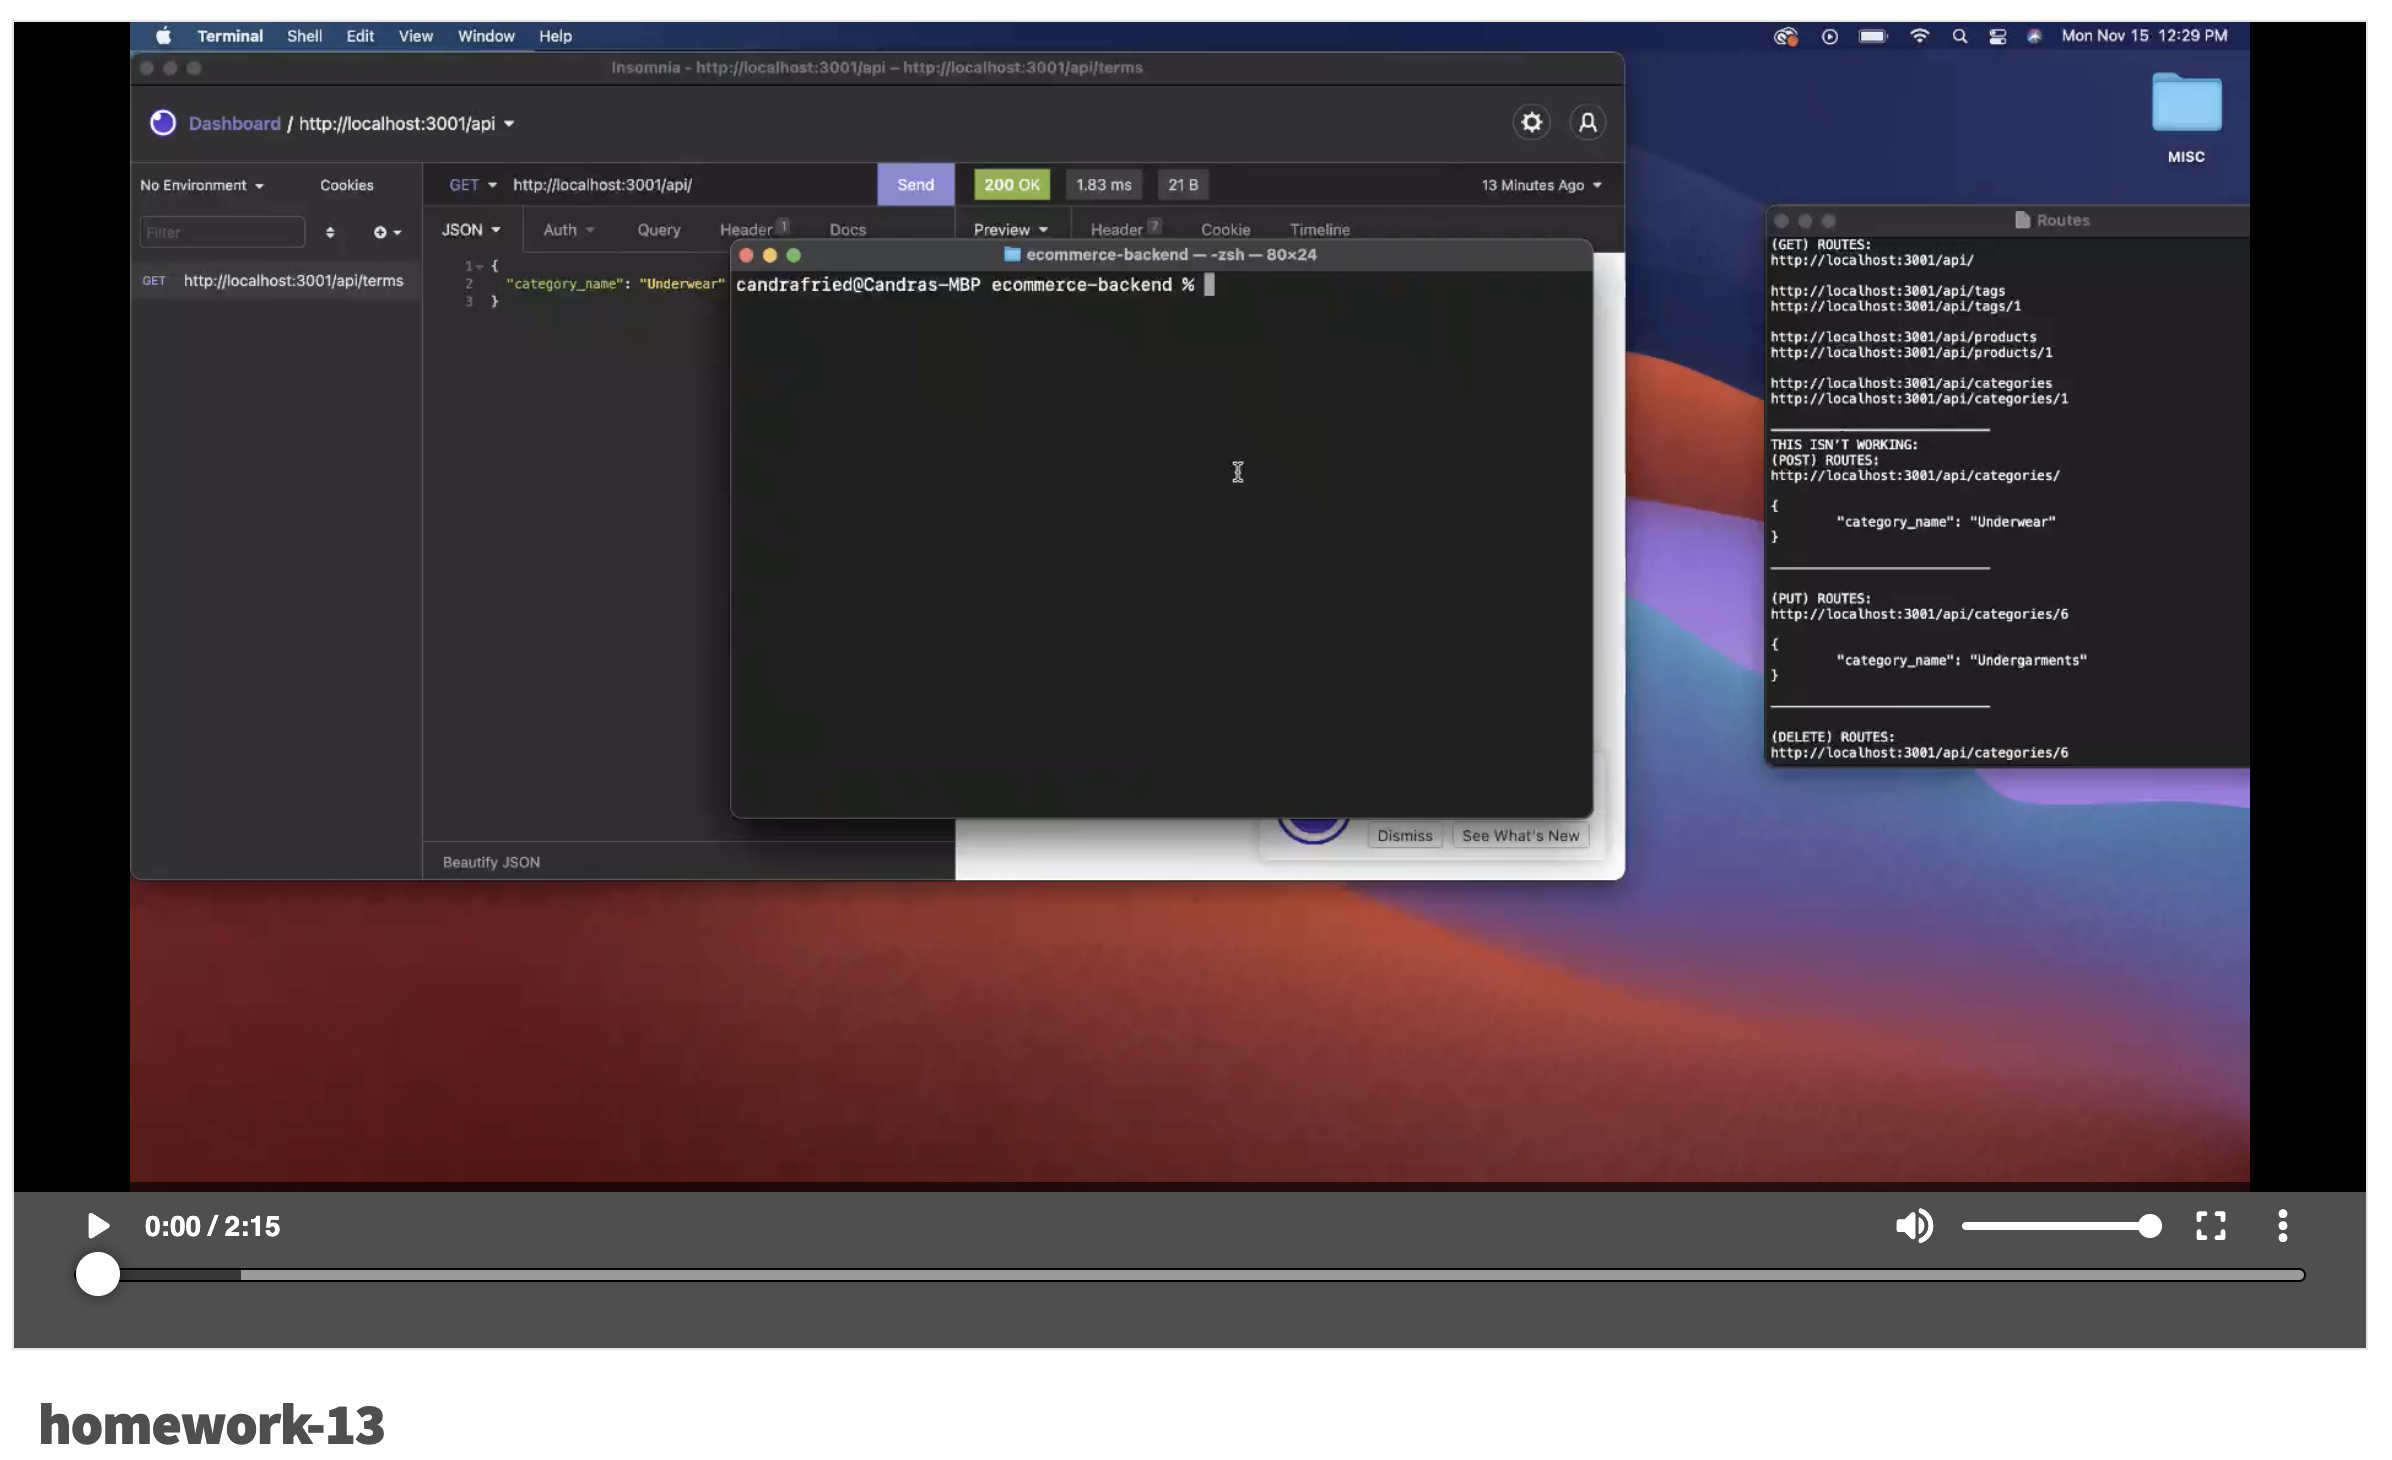 Terminal Shell Edit View Window Help
Mon Nov 15 12:29 PM
Insomnia - http://localhost:3001/api – http://localhost:3001/api/terms
MISC
Dashboard / http://localhost:3001/api
No Environment Cookies
GET http://localhost:3001/api/ Send
200 OK 1.83 ms 21 B 13 Minutes Ago
Filter
JSON Auth Query Header 1 Docs
Preview Header 7 Cookie Timeline
GET http://localhost:3001/api/terms
1 {
2 "category_name": "Underwear"
3 }
Beautify JSON
ecommerce-backend — -zsh — 80×24
candrafried@Candras-MBP ecommerce-backend %
Dismiss See What's New
Routes
(GET) ROUTES:
http://localhost:3001/api/
http://localhost:3001/api/tags
http://localhost:3001/api/tags/1
http://localhost:3001/api/products
http://localhost:3001/api/products/1
http://localhost:3001/api/categories
http://localhost:3001/api/categories/1
THIS ISN'T WORKING:
(POST) ROUTES:
http://localhost:3001/api/categories/
{
"category_name": "Underwear"
}
(PUT) ROUTES:
http://localhost:3001/api/categories/6
{
"category_name": "Undergarments"
}
(DELETE) ROUTES:
http://localhost:3001/api/categories/6
0:00 / 2:15
homework-13